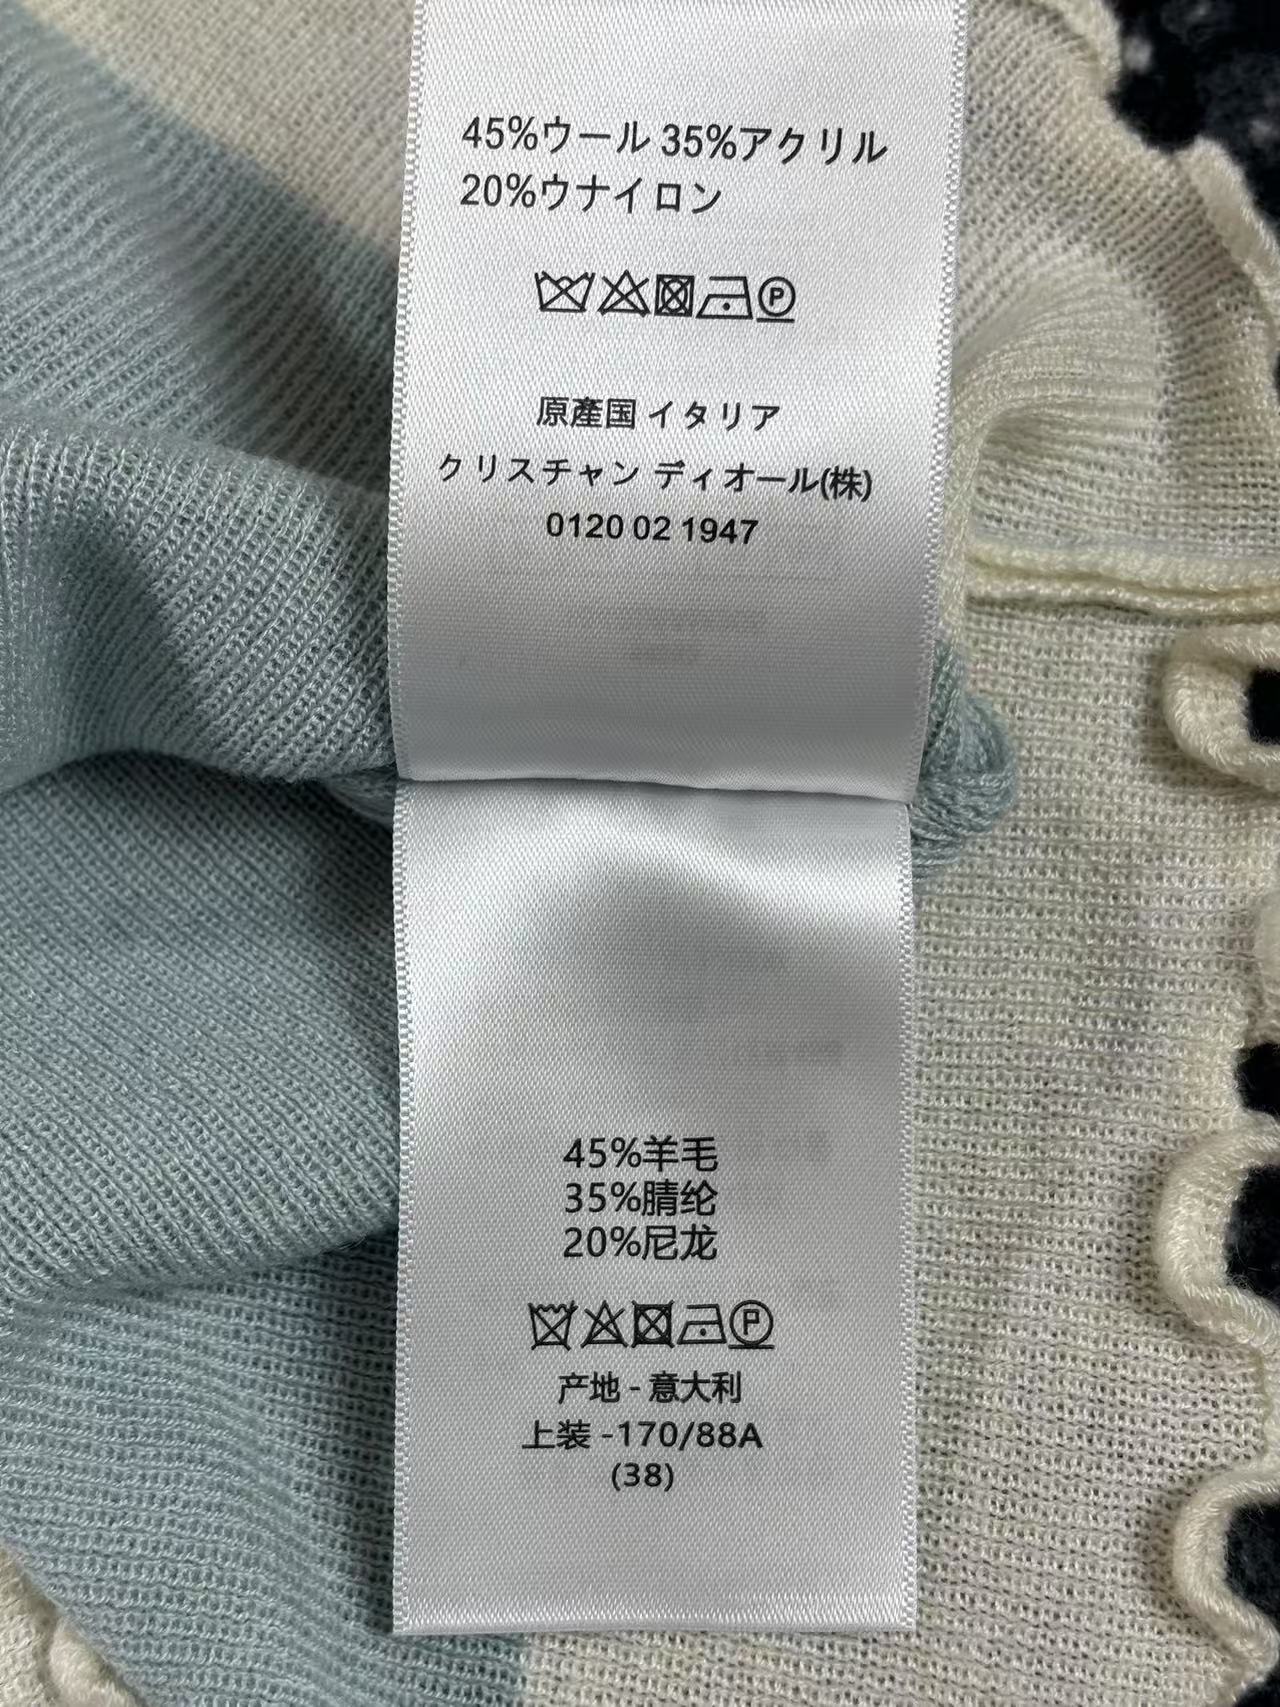 45%ウール 35%アクリル
20%ウナイロン
P
原產国 イタリア
クリスチャン ディオール(株)
0120 02 1947
45%羊毛
35%腈纶
20%尼龙
P
产地 - 意大利
上装 -170/88A
(38)